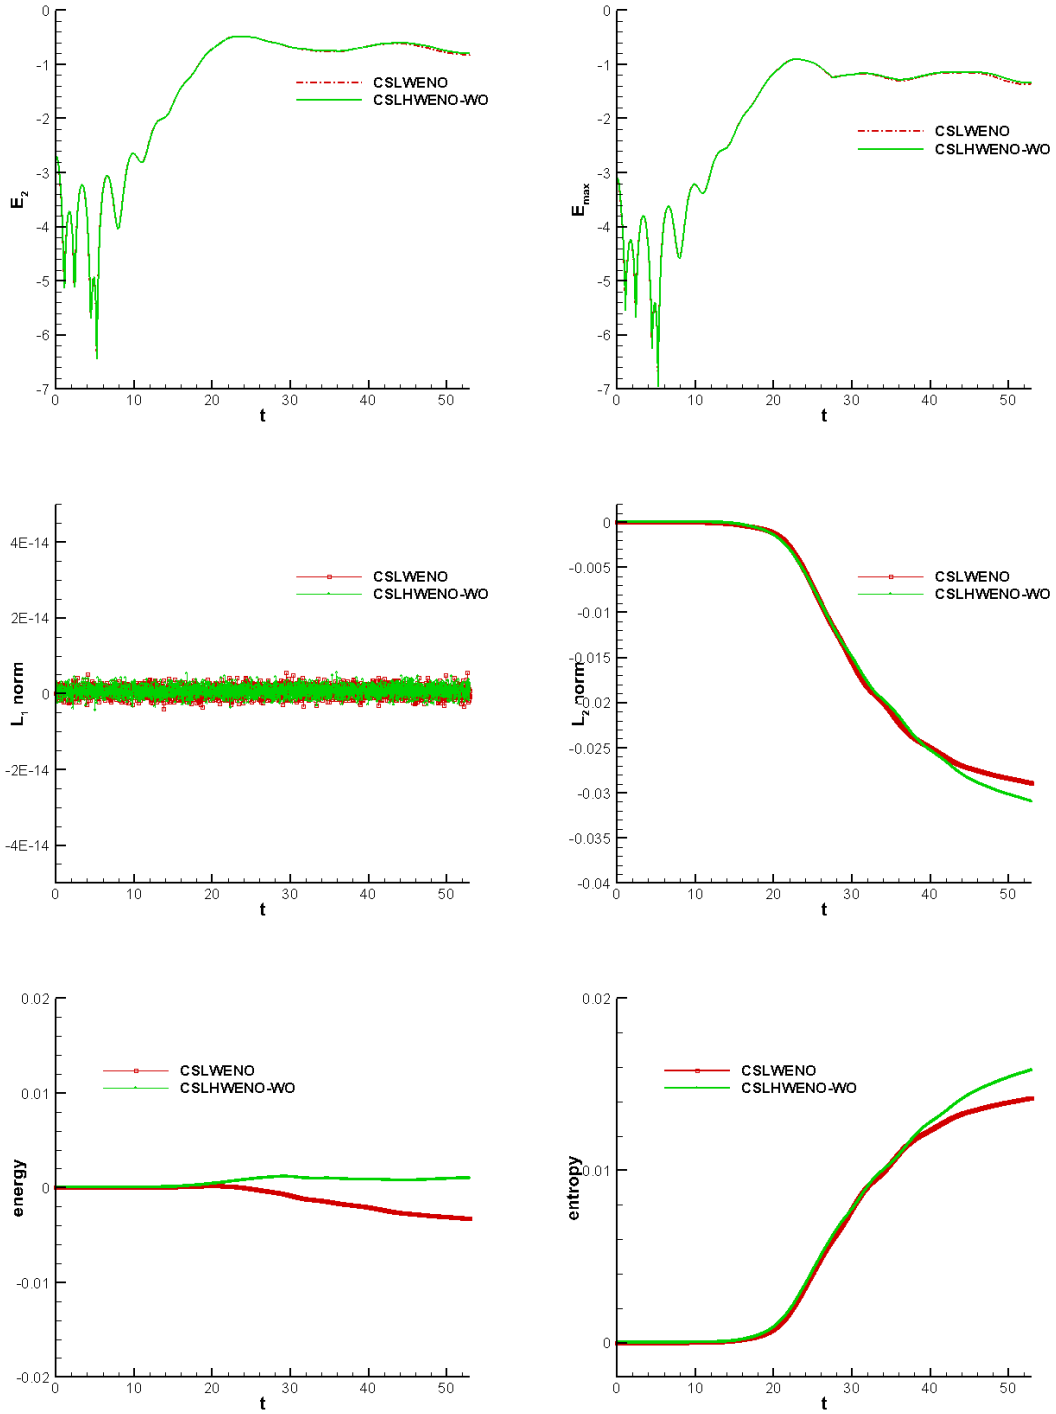 0
-1
-2
-3
-4
-5
-6
-7
E2
CSLWENO
CSLHWENO-WO
0 10 20 30 40 50
t
0
-1
-2
-3
-4
-5
-6
-7
Emax
CSLWENO
CSLHWENO-WO
0 10 20 30 40 50
t
4E-14
2E-14
0
-2E-14
-4E-14
L1 norm
CSLWENO
CSLHWENO-WO
0 10 20 30 40 50
t
0
-0.005
-0.01
-0.015
-0.02
-0.025
-0.03
-0.035
-0.04
L2 norm
CSLWENO
CSLHWENO-WO
0 10 20 30 40 50
t
0.02
0.01
0
-0.01
-0.02
energy
CSLWENO
CSLHWENO-WO
0 10 20 30 40 50
t
0.02
0.01
0
entropy
CSLWENO
CSLHWENO-WO
0 10 20 30 40 50
t